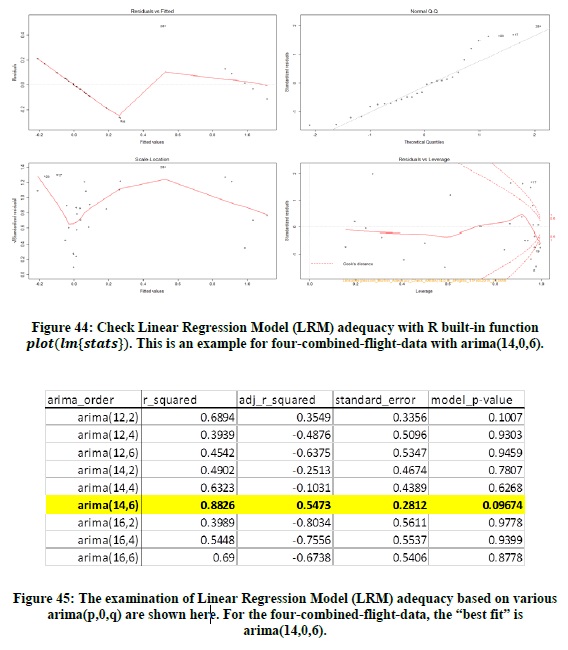 Residuals vs Fitted
Residuals
Fitted values
Normal Q-Q
Standardized residuals
Theoretical Quantiles
Scale-Location
Fitted values
Residuals vs Leverage
Standardized residuals
Cook's distance
Leverage
Figure 44: Check Linear Regression Model (LRM) adequacy with R built-in function
plot(lm{stats}). This is an example for four-combined-flight-data with arima(14,0,6).
arima_order r_squared adj_r_squared standard_error model_p-value
arima(12,2) 0.6894 0.3549 0.3356 0.1007
arima(12,4) 0.3939 -0.4876 0.5096 0.9303
arima(12,6) 0.4542 -0.6375 0.5347 0.9459
arima(14,2) 0.4902 -0.2513 0.4674 0.7807
arima(14,4) 0.6323 -0.1031 0.4389 0.6268
arima(14,6) 0.8826 0.5473 0.2812 0.09674
arima(16,2) 0.3989 -0.8034 0.5611 0.9778
arima(16,4) 0.5448 -0.7556 0.5537 0.9399
arima(16,6) 0.69 -0.6738 0.5406 0.8778
Figure 45: The examination of Linear Regression Model (LRM) adequacy based on various
arima(p,0,q) are shown here. For the four-combined-flight-data, the “best fit” is
arima(14,0,6).